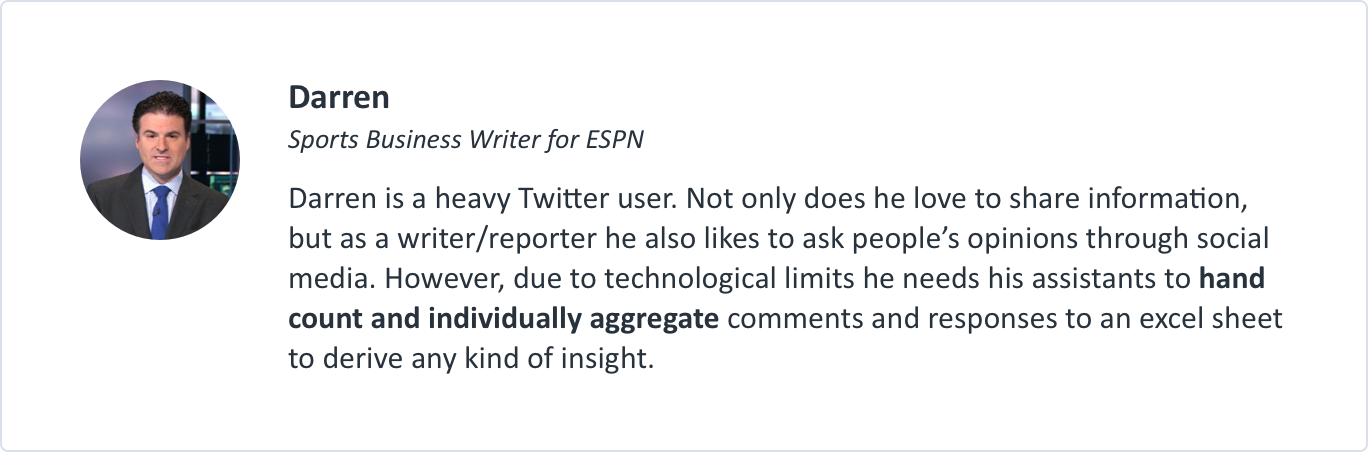 Darren
Sports Business Writer for ESPN
Darren is a heavy Twitter user. Not only does he love to share information,
but as a writer/reporter he also likes to ask people’s opinions through social
media. However, due to technological limits he needs his assistants to hand
count and individually aggregate comments and responses to an excel sheet
to derive any kind of insight.